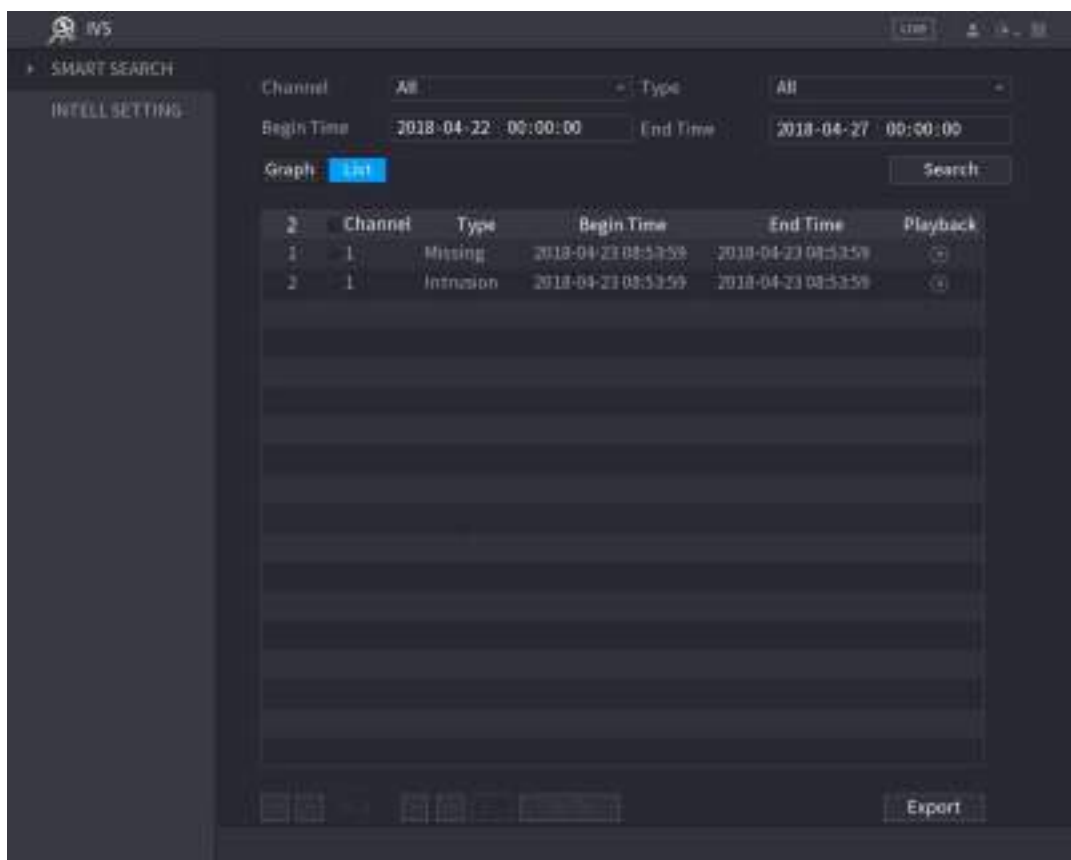 IVS
LIVE
SMART SEARCH
INTELL SETTING
Channel All Type All
Begin Time 2018-04-22 00:00:00 End Time 2018-04-27 00:00:00
Graph List Search
2 Channel Type Begin Time End Time Playback
1 1 Missing 2018-04-23 08:53:59 2018-04-23 08:53:59
2 1 Intrusion 2018-04-23 08:53:59 2018-04-23 08:53:59
Export